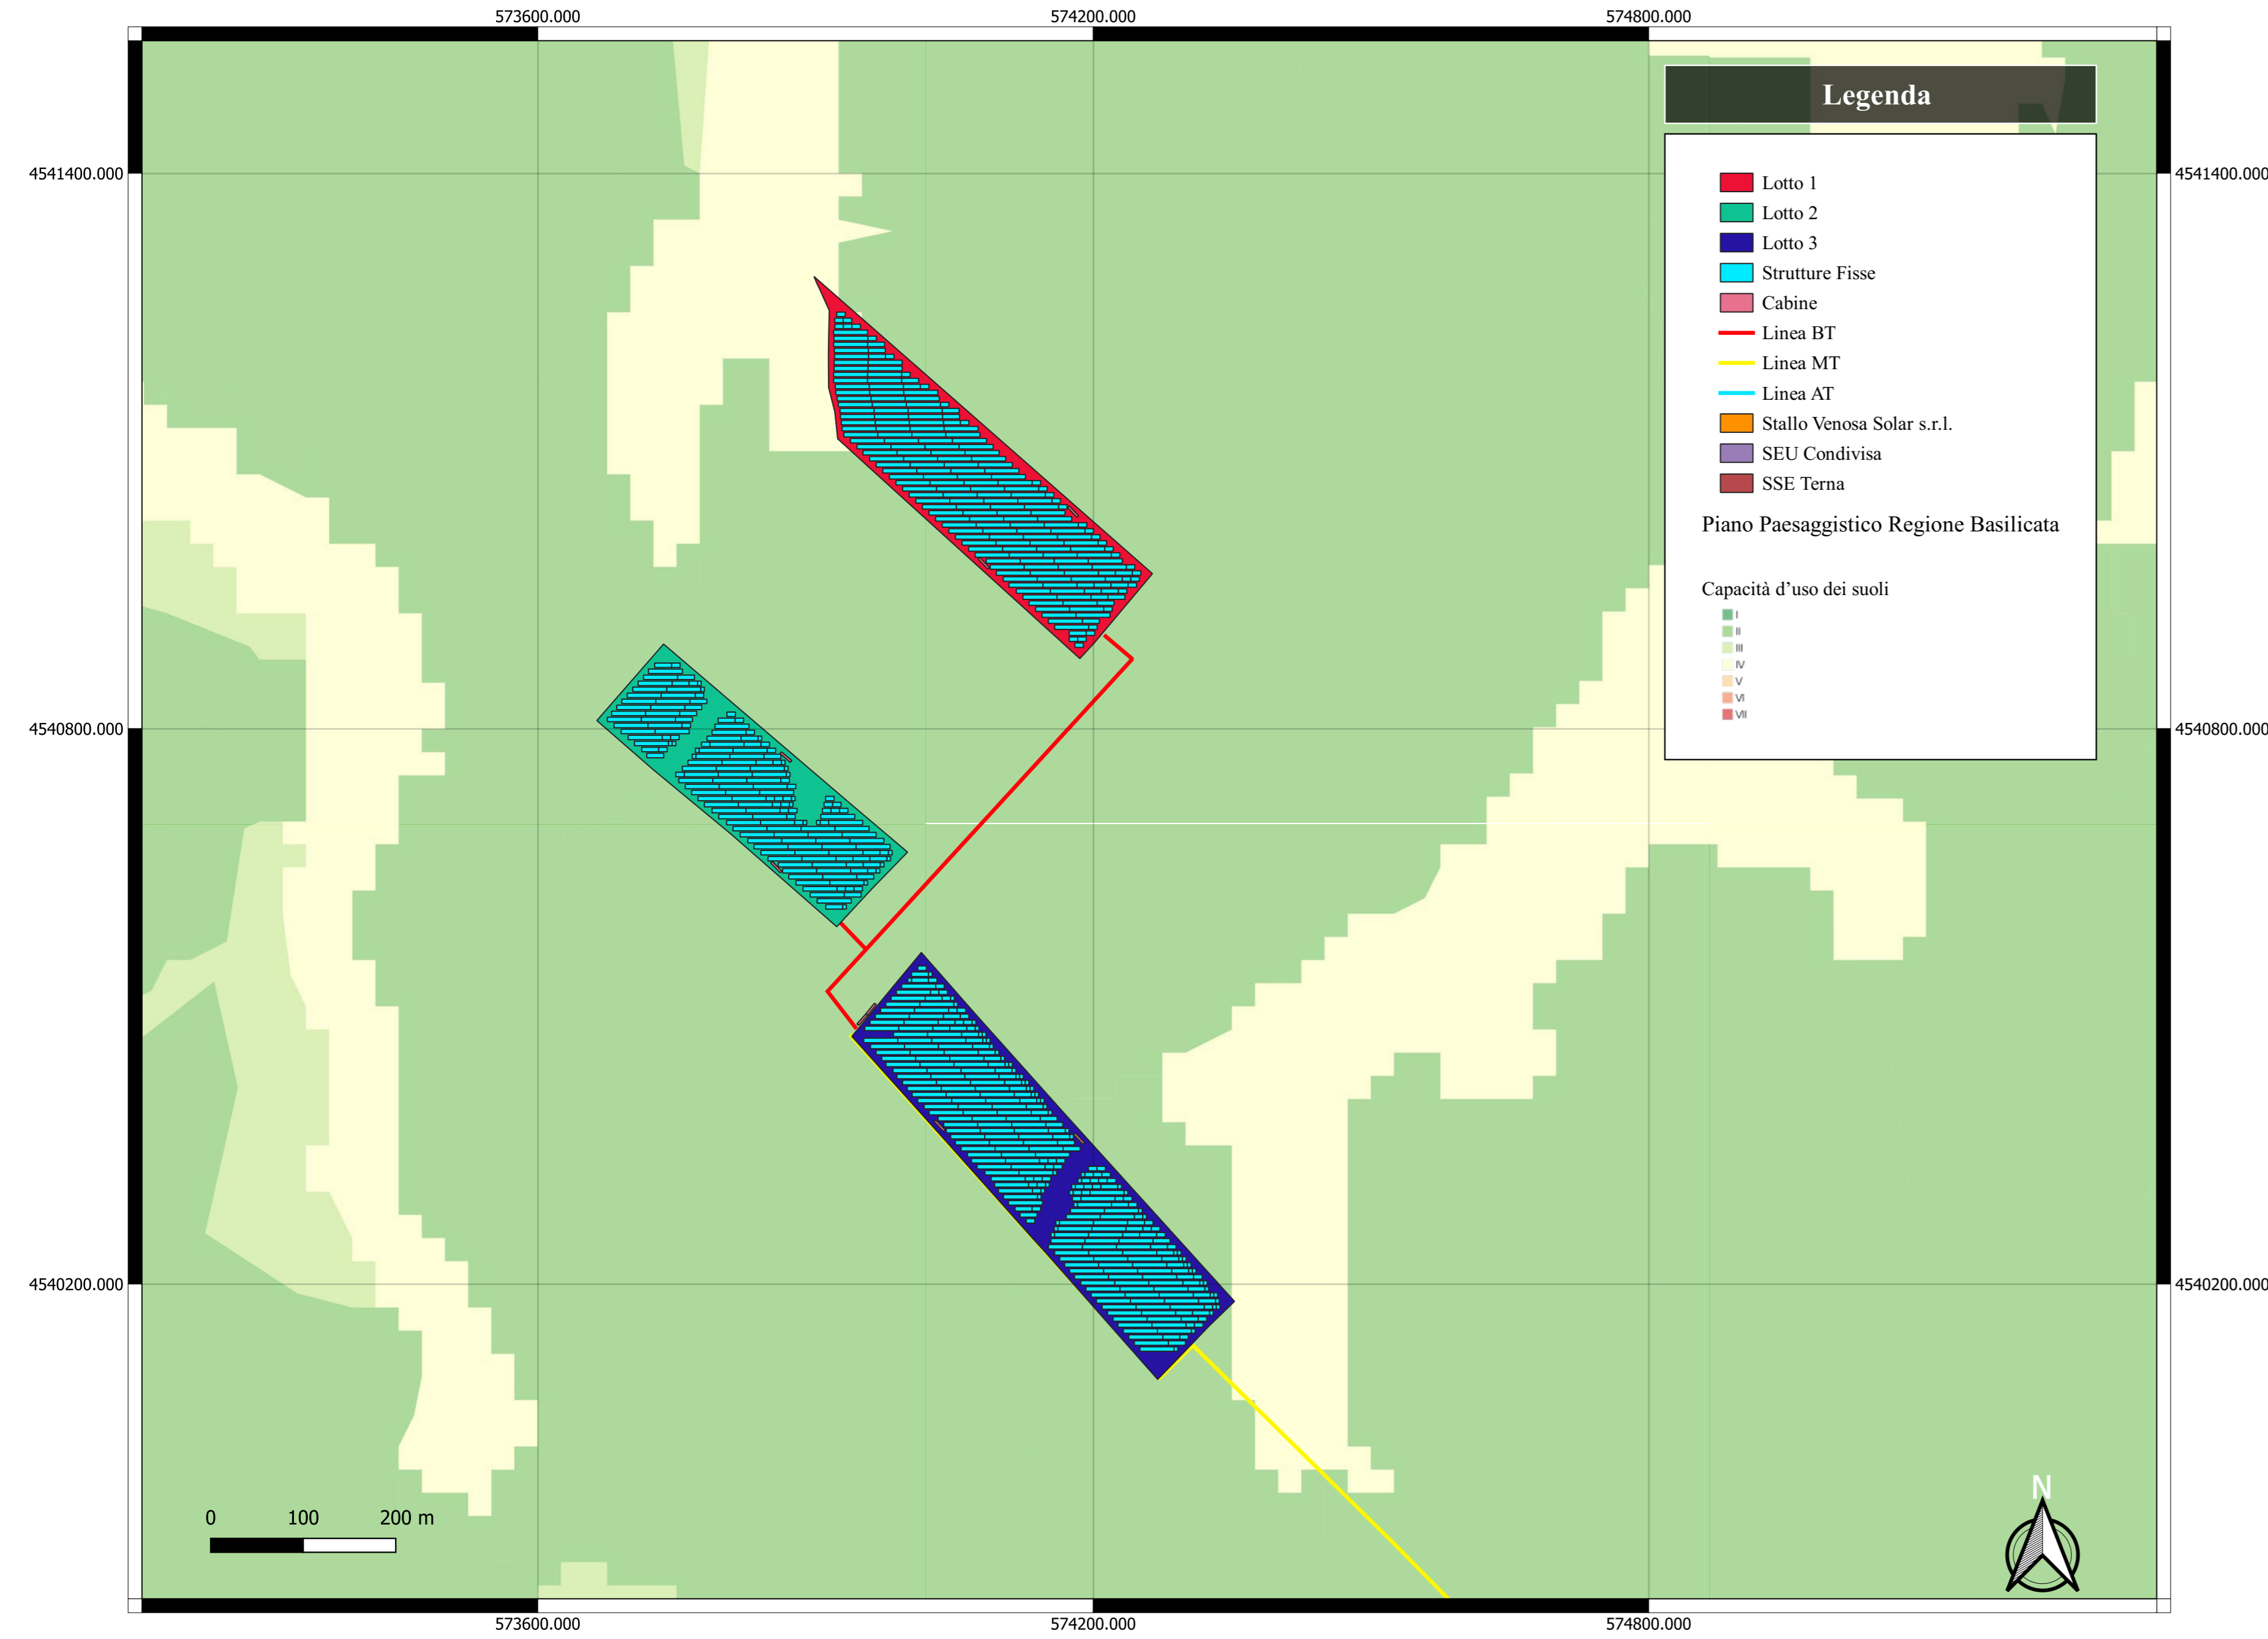 573600.000 574200.000 574800.000
Legenda
4541400.000 4541400.000
Lotto 1
Lotto 2
Lotto 3
Strutture Fisse
Cabine
Linea BT
Linea MT
Linea AT
Stallo Venosa Solar s.r.l.
SEU Condivisa
SSE Terna
Piano Paesaggistico Regione Basilicata
Capacità d’uso dei suoli
I
II
III
IV
V
VI
VII
4540800.000 4540800.000
4540200.000 4540200.000
N
0 100 200 m
573600.000 574200.000 574800.000